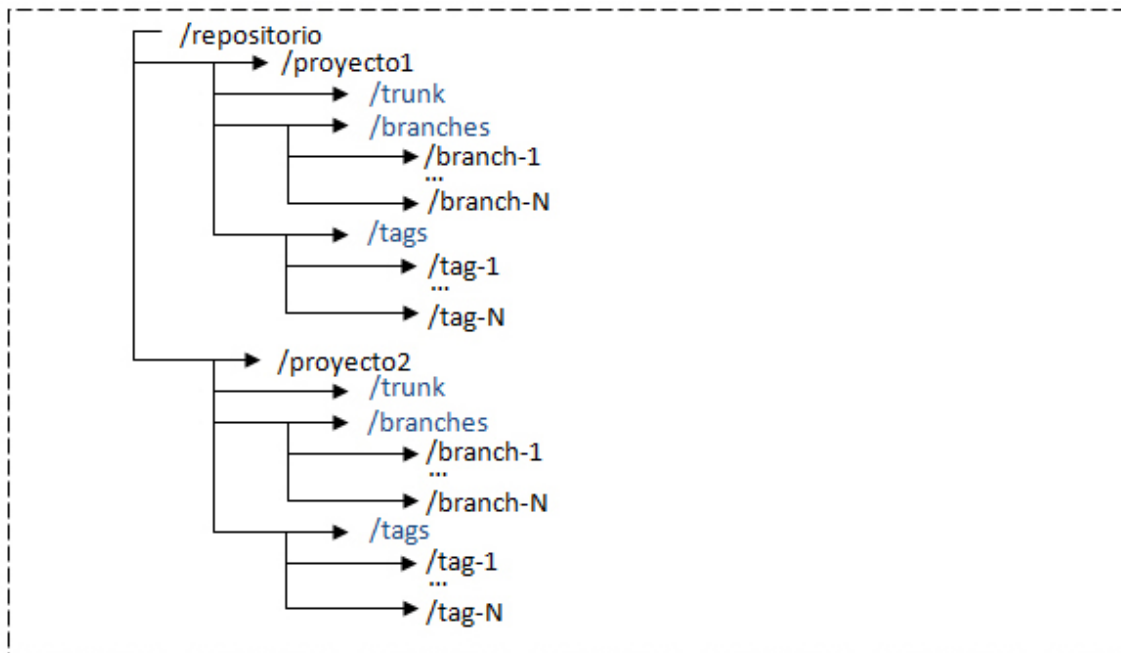 /repositorio
/proyecto1
/trunk
/branches
/branch-1
...
/branch-N
/tags
/tag-1
...
/tag-N
/proyecto2
/trunk
/branches
/branch-1
...
/branch-N
/tags
/tag-1
...
/tag-N